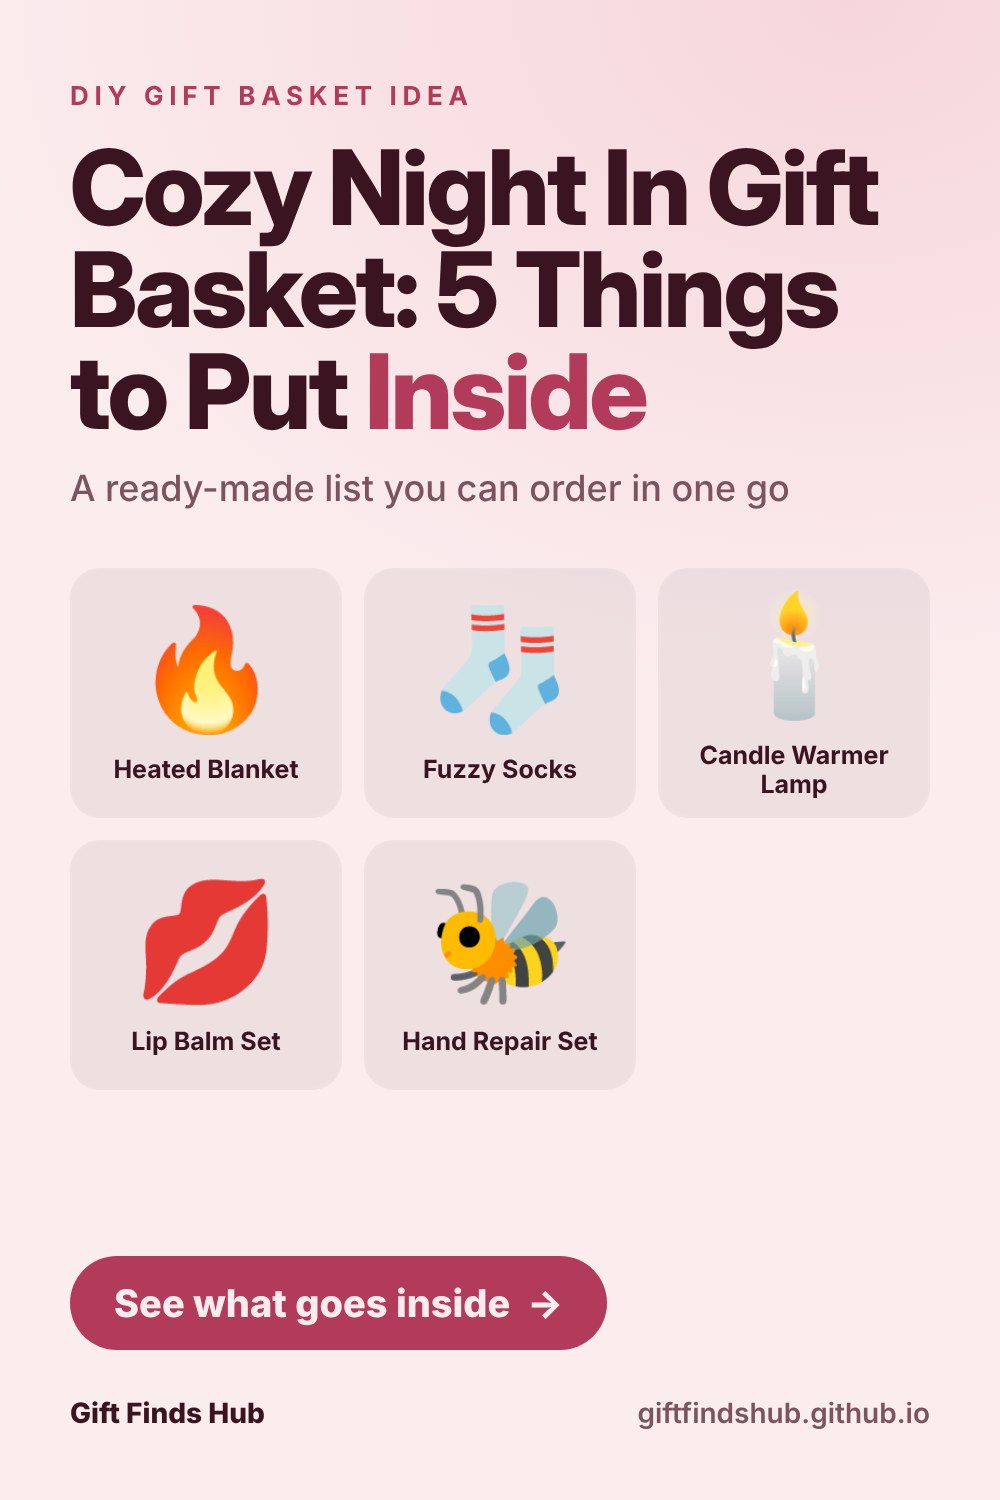 DIY GIFT BASKET IDEA
Cozy Night In Gift
Basket: 5 Things
to Put Inside
A ready-made list you can order in one go
Heated Blanket
Fuzzy Socks
Candle Warmer
Lamp
Lip Balm Set
Hand Repair Set
See what goes inside →
Gift Finds Hub
giftfindshub.github.io